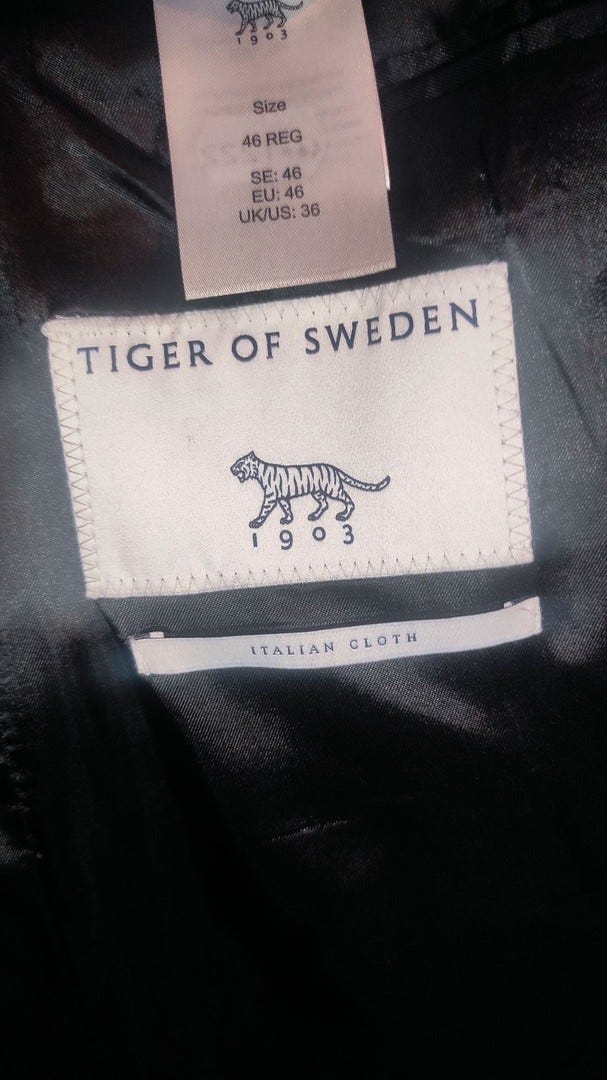 1903
Size
46 REG
SE: 46
EU: 46
UK/US: 36
TIGER OF SWEDEN
1903
ITALIAN CLOTH